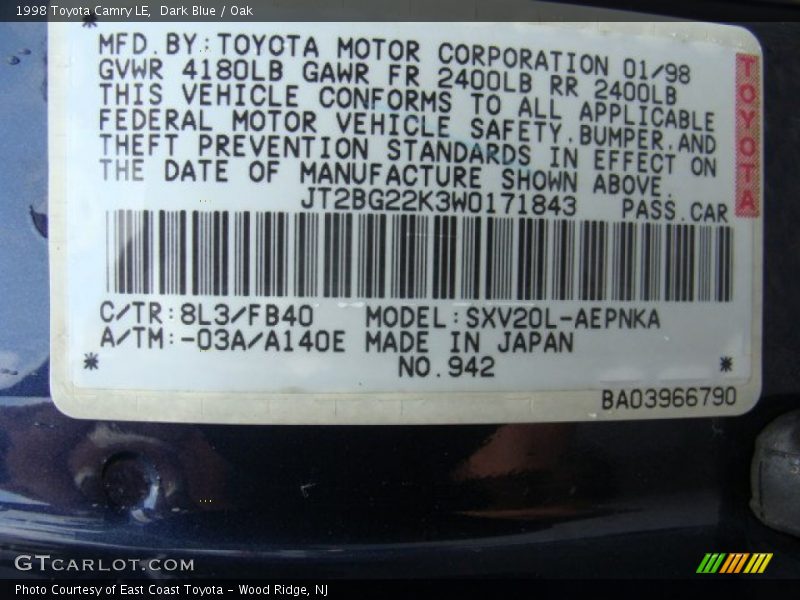 1998 Toyota Camry LE, Dark Blue / Oak
MFD.BY:TOYOTA MOTOR CORPORATION 01/98
GVWR 4180LB GAWR FR 2400LB RR 2400LB
THIS VEHICLE CONFORMS TO ALL APPLICABLE
FEDERAL MOTOR VEHICLE SAFETY,BUMPER,AND
THEFT PREVENTION STANDARDS IN EFFECT ON
THE DATE OF MANUFACTURE SHOWN ABOVE.
JT2BG22K3W0171843 PASS.CAR
TOYOTA
C/TR:8L3/FB40 MODEL:SXV20L-AEPNKA
A/TM:-03A/A140E MADE IN JAPAN
* NO.942 *
BA03966790
GTCARLOT.COM
Photo Courtesy of East Coast Toyota – Wood Ridge, NJ